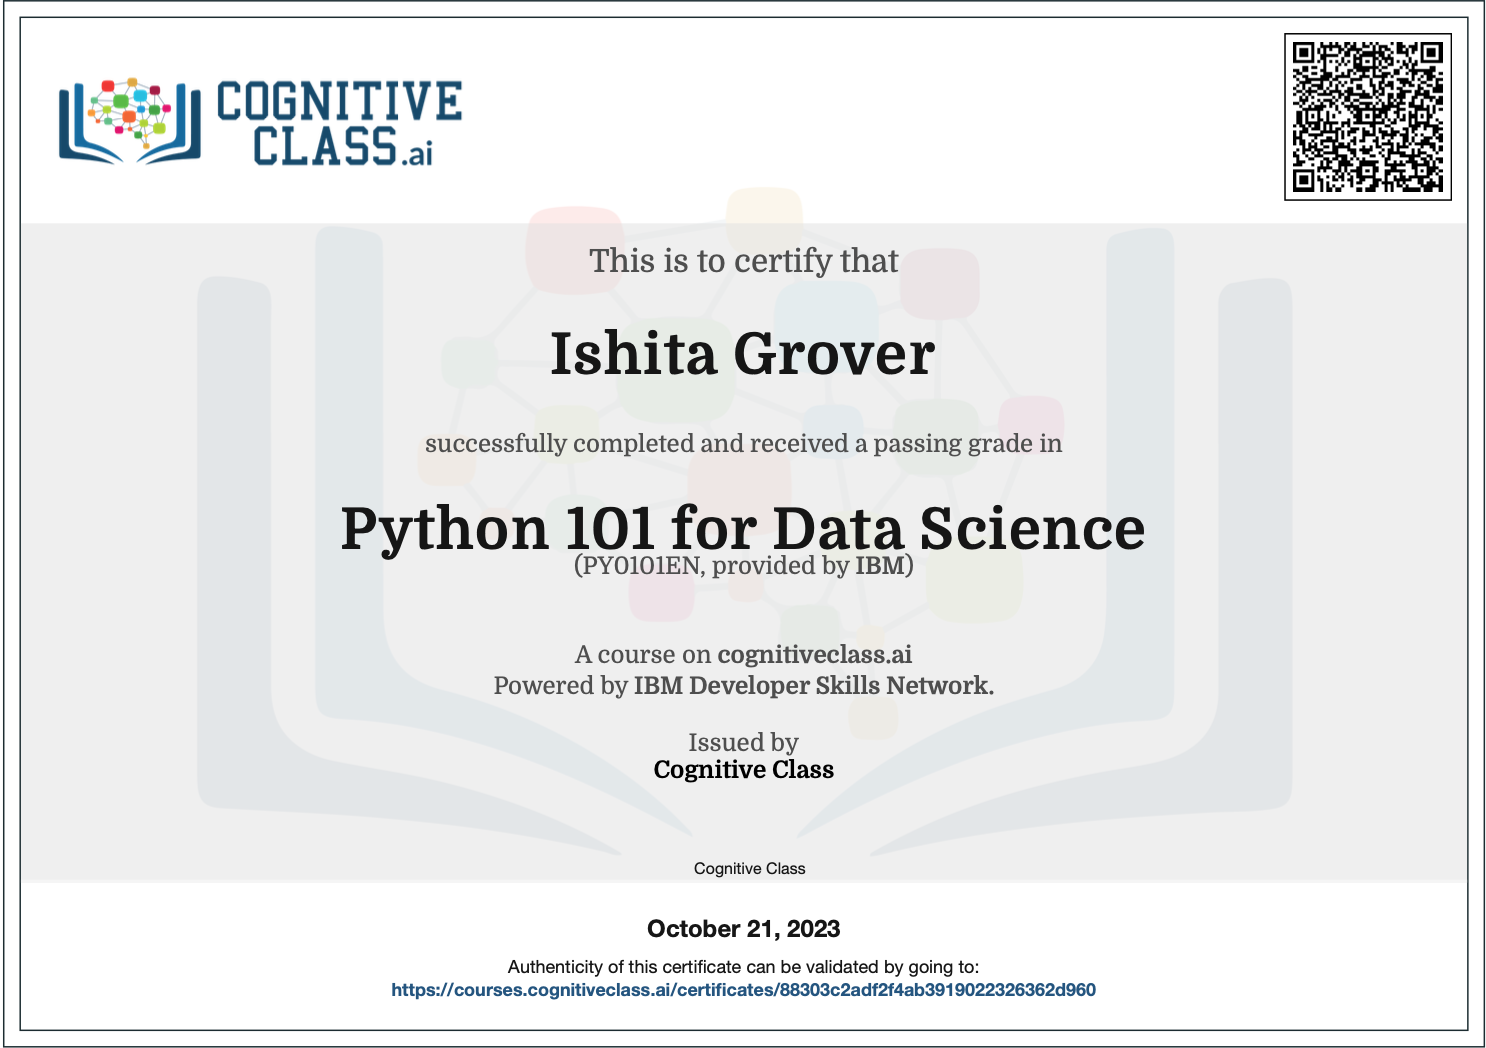 COGNITIVE
CLASS.ai
This is to certify that
Ishita Grover
successfully completed and received a passing grade in
Python 101 for Data Science
(PY0101EN, provided by IBM)
A course on cognitiveclass.ai
Powered by IBM Developer Skills Network.
Issued by
Cognitive Class
Cognitive Class
October 21, 2023
Authenticity of this certificate can be validated by going to:
https://courses.cognitiveclass.ai/certificates/88303c2adf2f4ab3919022326362d960